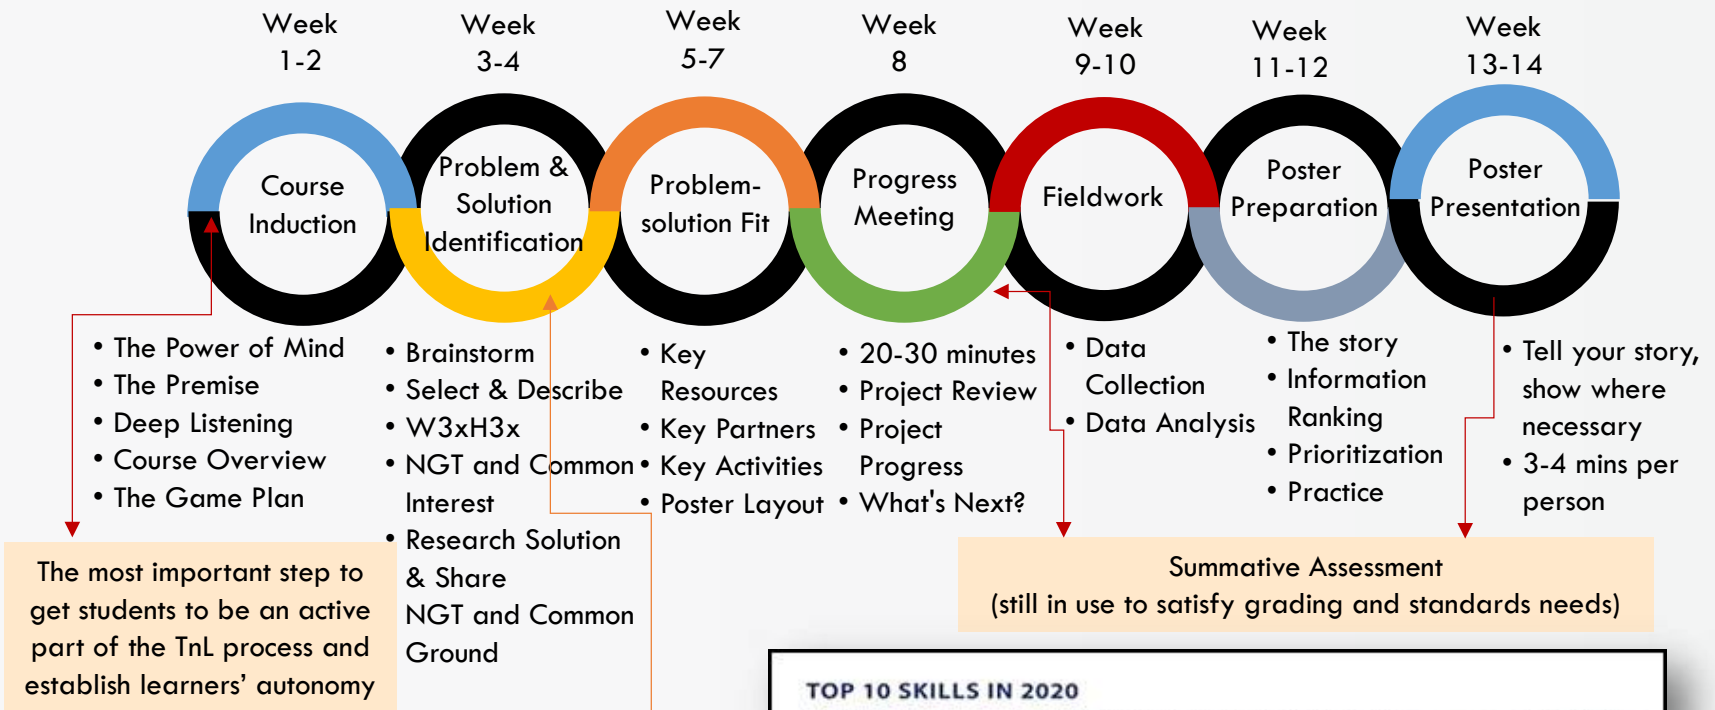 Week
1-2
Week
3-4
Week
5-7
Week
8
Week
9-10
Week
11-12
Week
13-14
Course
Induction
Problem &
Solution
Identification
Problem-
solution Fit
Progress
Meeting
Fieldwork
Poster
Preparation
Poster
Presentation
• The Power of Mind
• The Premise
• Deep Listening
• Course Overview
• The Game Plan
• Brainstorm
• Select & Describe
• W3xH3x
• NGT and Common
Interest
• Research Solution
& Share
NGT and Common
Ground
• Key
Resources
• Key Partners
• Key Activities
• Poster Layout
• 20-30 minutes
• Project Review
• Project
Progress
• What's Next?
• Data
Collection
• Data Analysis
• The story
• Information
Ranking
• Prioritization
• Practice
• Tell your story,
show where
necessary
• 3-4 mins per
person
The most important step to
get students to be an active
part of the TnL process and
establish learners’ autonomy
Summative Assessment
(still in use to satisfy grading and standards needs)
TOP 10 SKILLS IN 2020